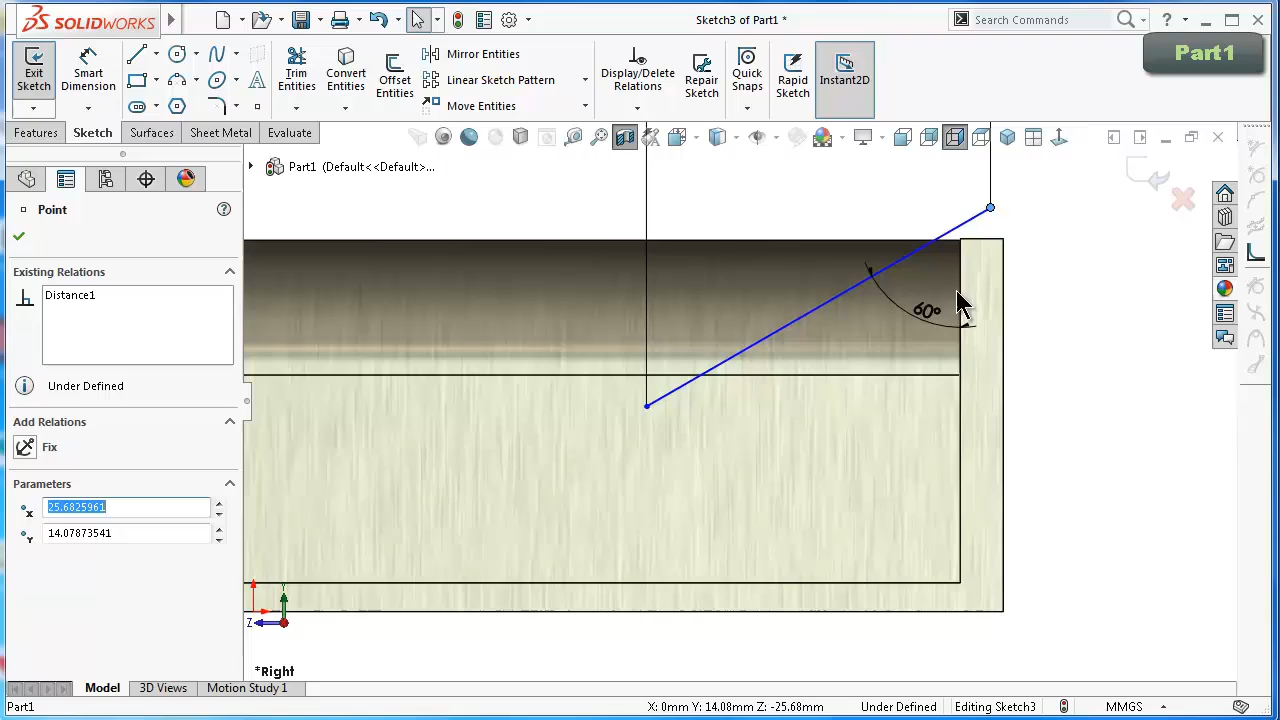 SOLIDWORKS
Sketch3 - Part1 *
Search Commands
?
Part1
Exit Sketch
Smart Dimension
Trim Entities
Convert Entities
Offset Entities
Mirror Entities
Linear Sketch Pattern
Move Entities
Display/Delete Relations
Repair Sketch
Quick Snaps
Rapid Sketch
Instant2D
Features
Sketch
Surfaces
Sheet Metal
Evaluate
Part1 (Default<<Default>...
Point
?
Existing Relations
Distance1
Under Defined
Add Relations
Fix
Parameters
X
25.6825961
Y
14.07873541
60°
Y
Z
*Right
Model
3D Views
Motion Study 1
Part1
X: 0mm Y: 14.08mm Z: -25.68mm
Under Defined
Editing Sketch3
MMGS